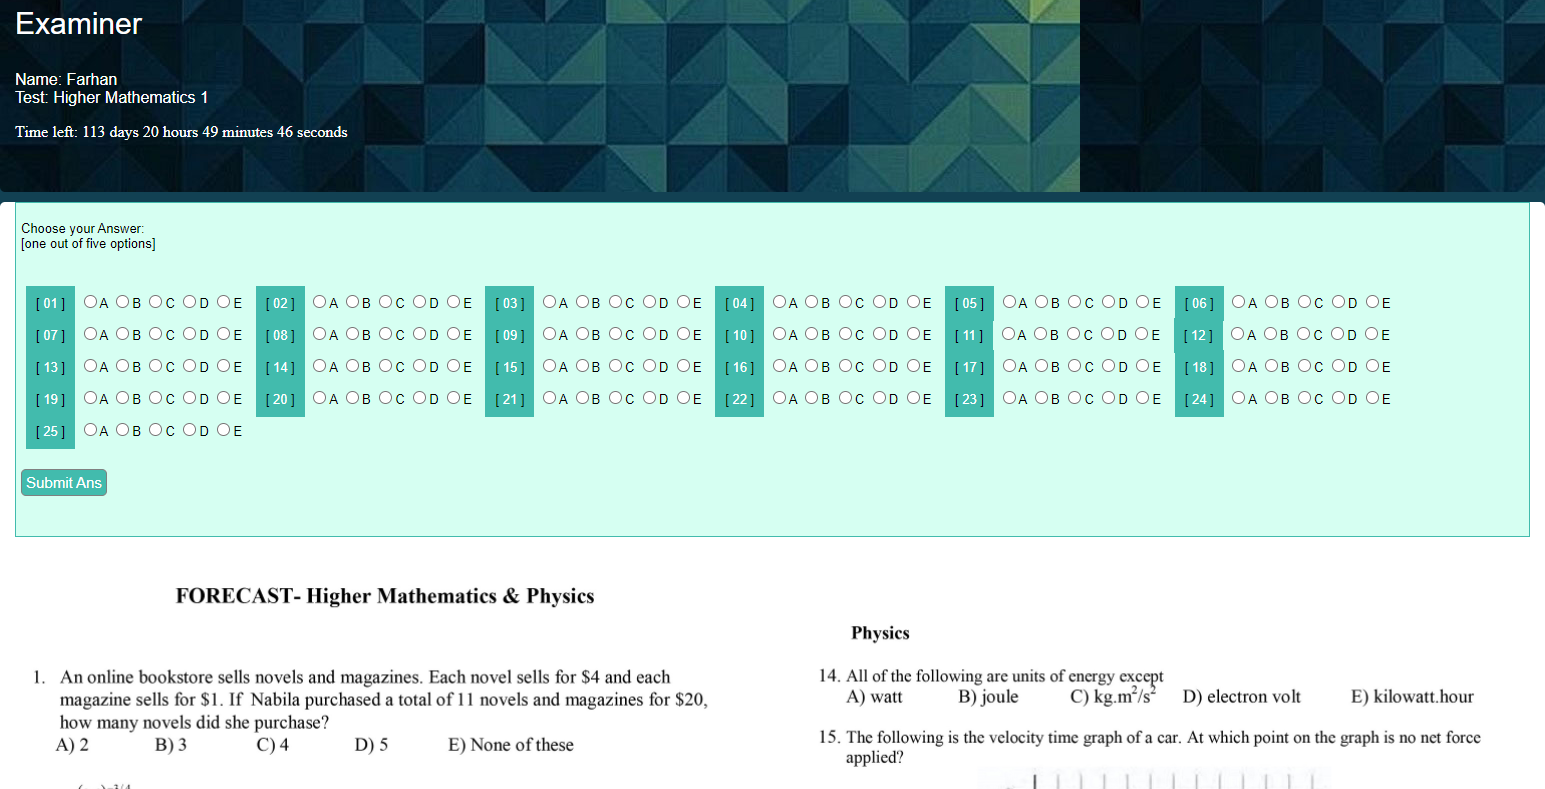 Examiner
Name: Farhan
Test: Higher Mathematics 1
Time left: 113 days 20 hours 49 minutes 46 seconds
Choose your Answer:
[one out of five options]
[ 01 ] A B C D E [ 02 ] A B C D E [ 03 ] A B C D E [ 04 ] A B C D E [ 05 ] A B C D E [ 06 ] A B C D E
[ 07 ] A B C D E [ 08 ] A B C D E [ 09 ] A B C D E [ 10 ] A B C D E [ 11 ] A B C D E [ 12 ] A B C D E
[ 13 ] A B C D E [ 14 ] A B C D E [ 15 ] A B C D E [ 16 ] A B C D E [ 17 ] A B C D E [ 18 ] A B C D E
[ 19 ] A B C D E [ 20 ] A B C D E [ 21 ] A B C D E [ 22 ] A B C D E [ 23 ] A B C D E [ 24 ] A B C D E
[ 25 ] A B C D E
Submit Ans
FORECAST- Higher Mathematics & Physics
1. An online bookstore sells novels and magazines. Each novel sells for $4 and each
magazine sells for $1. If Nabila purchased a total of 11 novels and magazines for $20,
how many novels did she purchase?
A) 2 B) 3 C) 4 D) 5 E) None of these
Physics
14. All of the following are units of energy except
A) watt B) joule C) kg.m²/s² D) electron volt E) kilowatt.hour
15. The following is the velocity time graph of a car. At which point on the graph is no net force
applied?